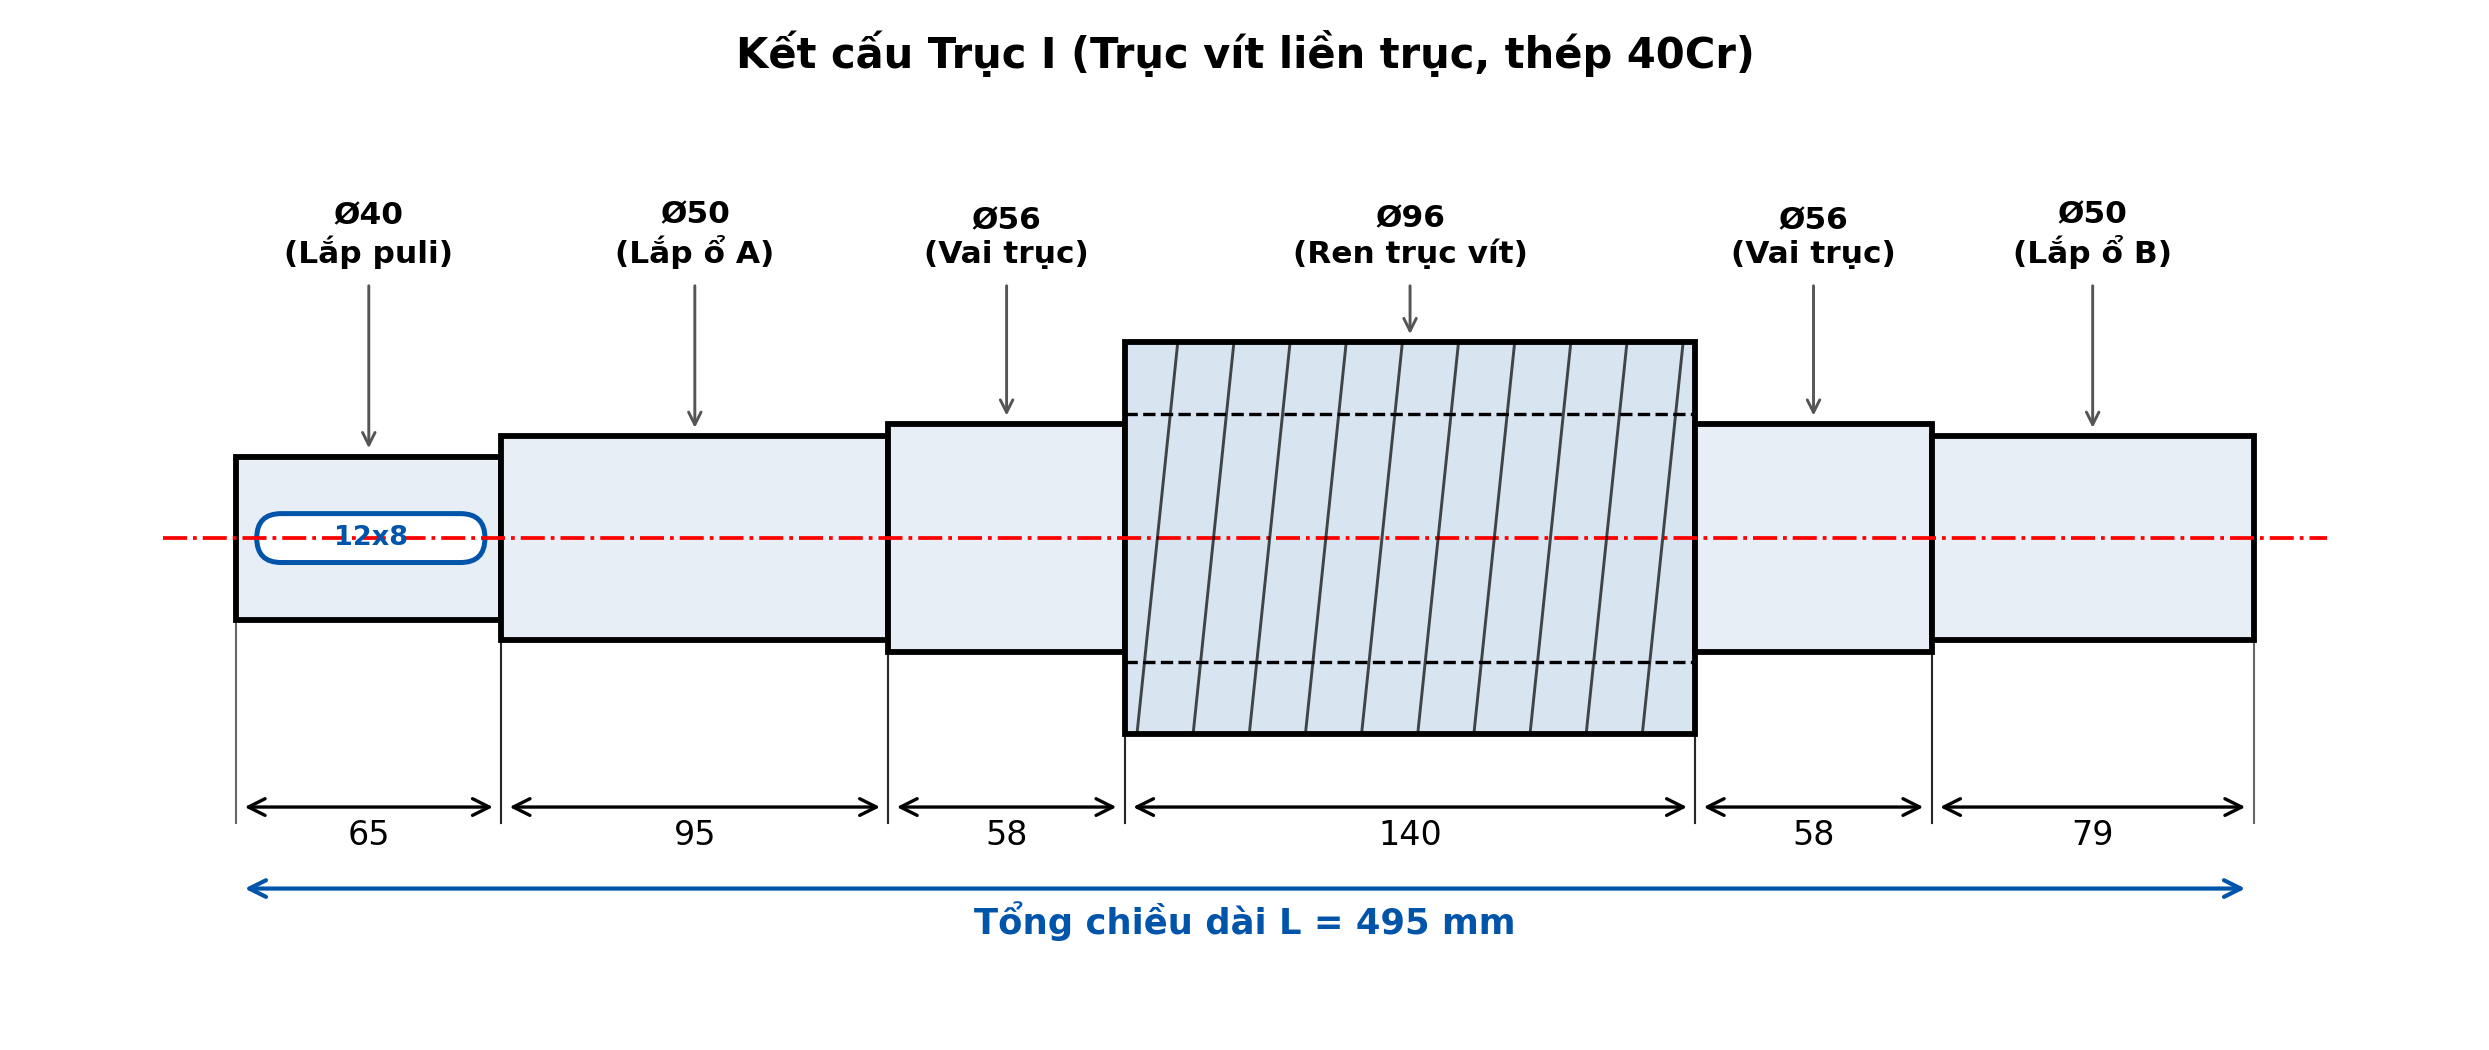 Kết cấu Trục I (Trục vít liền trục, thép 40Cr)
Ø40
(Lắp puli)
Ø50
(Lắp ổ A)
Ø56
(Vai trục)
Ø96
(Ren trục vít)
Ø56
(Vai trục)
Ø50
(Lắp ổ B)
12x8
65
95
58
140
58
79
Tổng chiều dài L = 495 mm